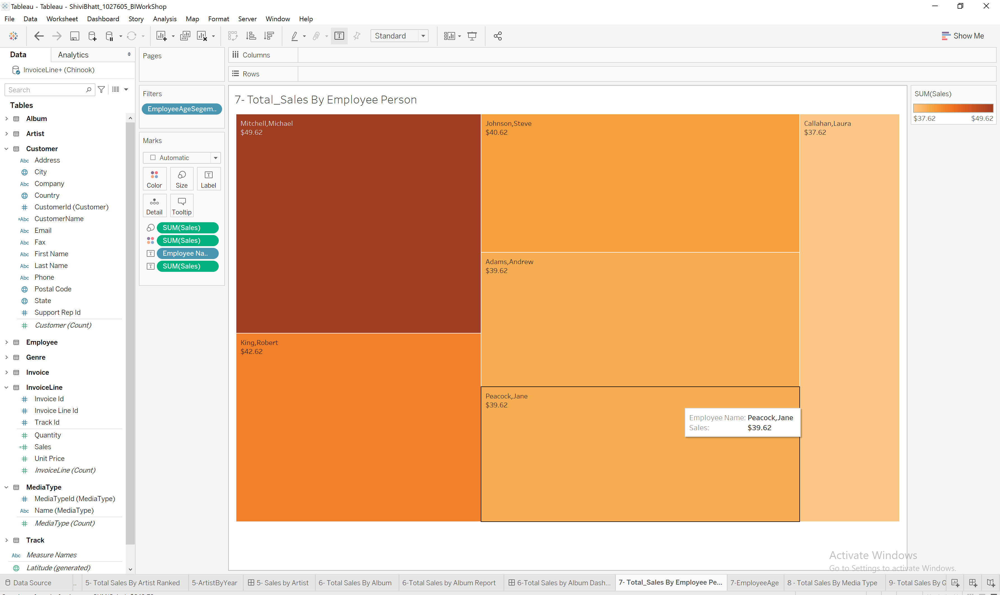 Tableau - Tableau - ShiviBhatt_1027605_BIWorkShop
File Data Worksheet Dashboard Story Analysis Map Format Server Window Help
Standard
Show Me
Data
Analytics
InvoiceLine+ (Chinook)
Search
Tables
Album
Artist
Customer
Abc Address
City
Abc Company
Country
CustomerId (Customer)
=Abc CustomerName
Abc Email
Abc Fax
Abc First Name
Abc Last Name
Abc Phone
Postal Code
State
Support Rep Id
Customer (Count)
Employee
Genre
Invoice
InvoiceLine
Invoice Id
Invoice Line Id
Track Id
Quantity
Sales
Unit Price
InvoiceLine (Count)
MediaType
MediaTypeId (MediaType)
Abc Name (MediaType)
MediaType (Count)
Track
Abc Measure Names
Latitude (generated)
Pages
Filters
EmployeeAgeSegem..
Marks
Automatic
Color Size Label
Detail Tooltip
SUM(Sales)
SUM(Sales)
Employee Na..
SUM(Sales)
Columns
Rows
7- Total_Sales By Employee Person
Mitchell,Michael
$49.62
King,Robert
$42.62
Johnson,Steve
$40.62
Adams,Andrew
$39.62
Peacock,Jane
$39.62
Employee Name: Peacock,Jane
Sales: $39.62
Callahan,Laura
$37.62
SUM(Sales)
$37.62 $49.62
Activate Windows
Go to Settings to activate Windows.
Data Source
..
5- Total Sales By Artist Ranked
5-ArtistByYear
5- Sales by Artist
6- Total Sales By Album
6-Total Sales by Album Report
6-Total Sales by Album Dash...
7- Total_Sales By Employee Pe...
7-EmployeeAge
8 - Total Sales By Media Type
9- Total Sales By G